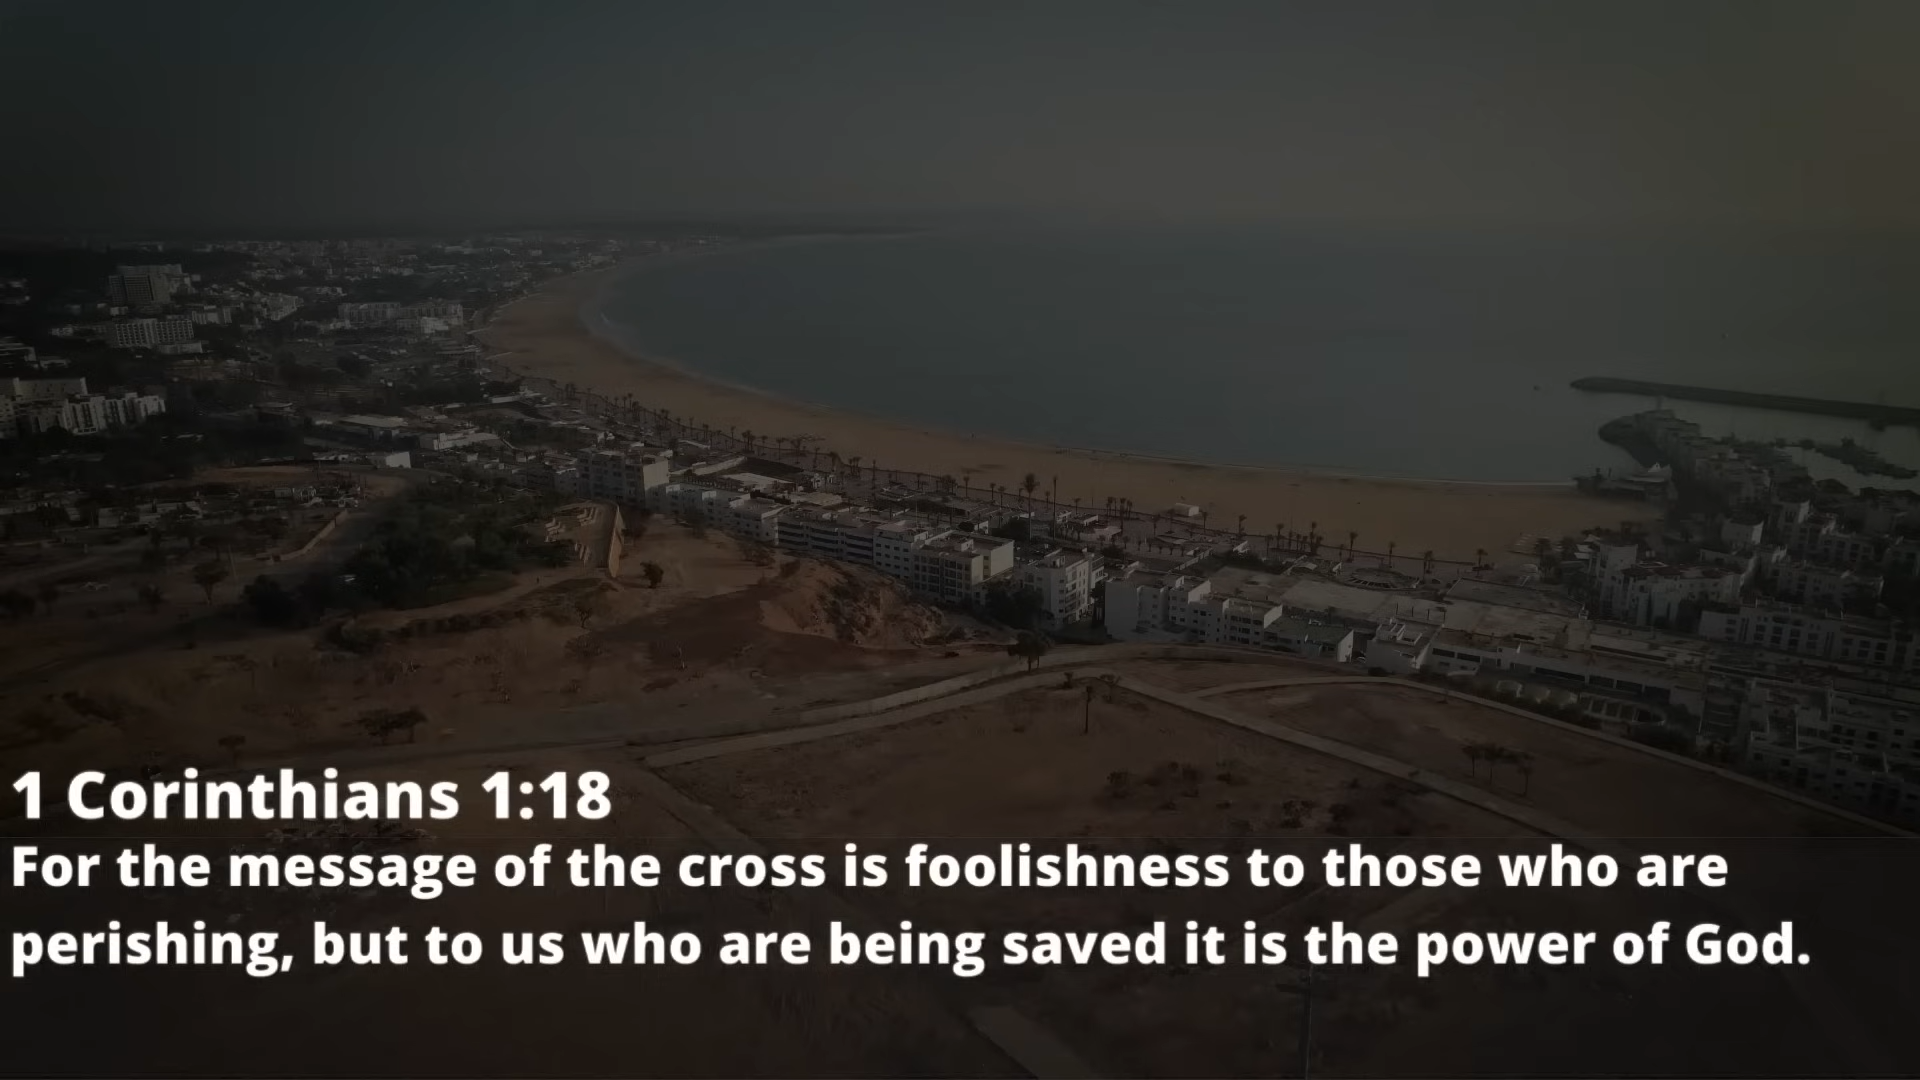 1 Corinthians 1:18
For the message of the cross is foolishness to those who are
perishing, but to us who are being saved it is the power of God.